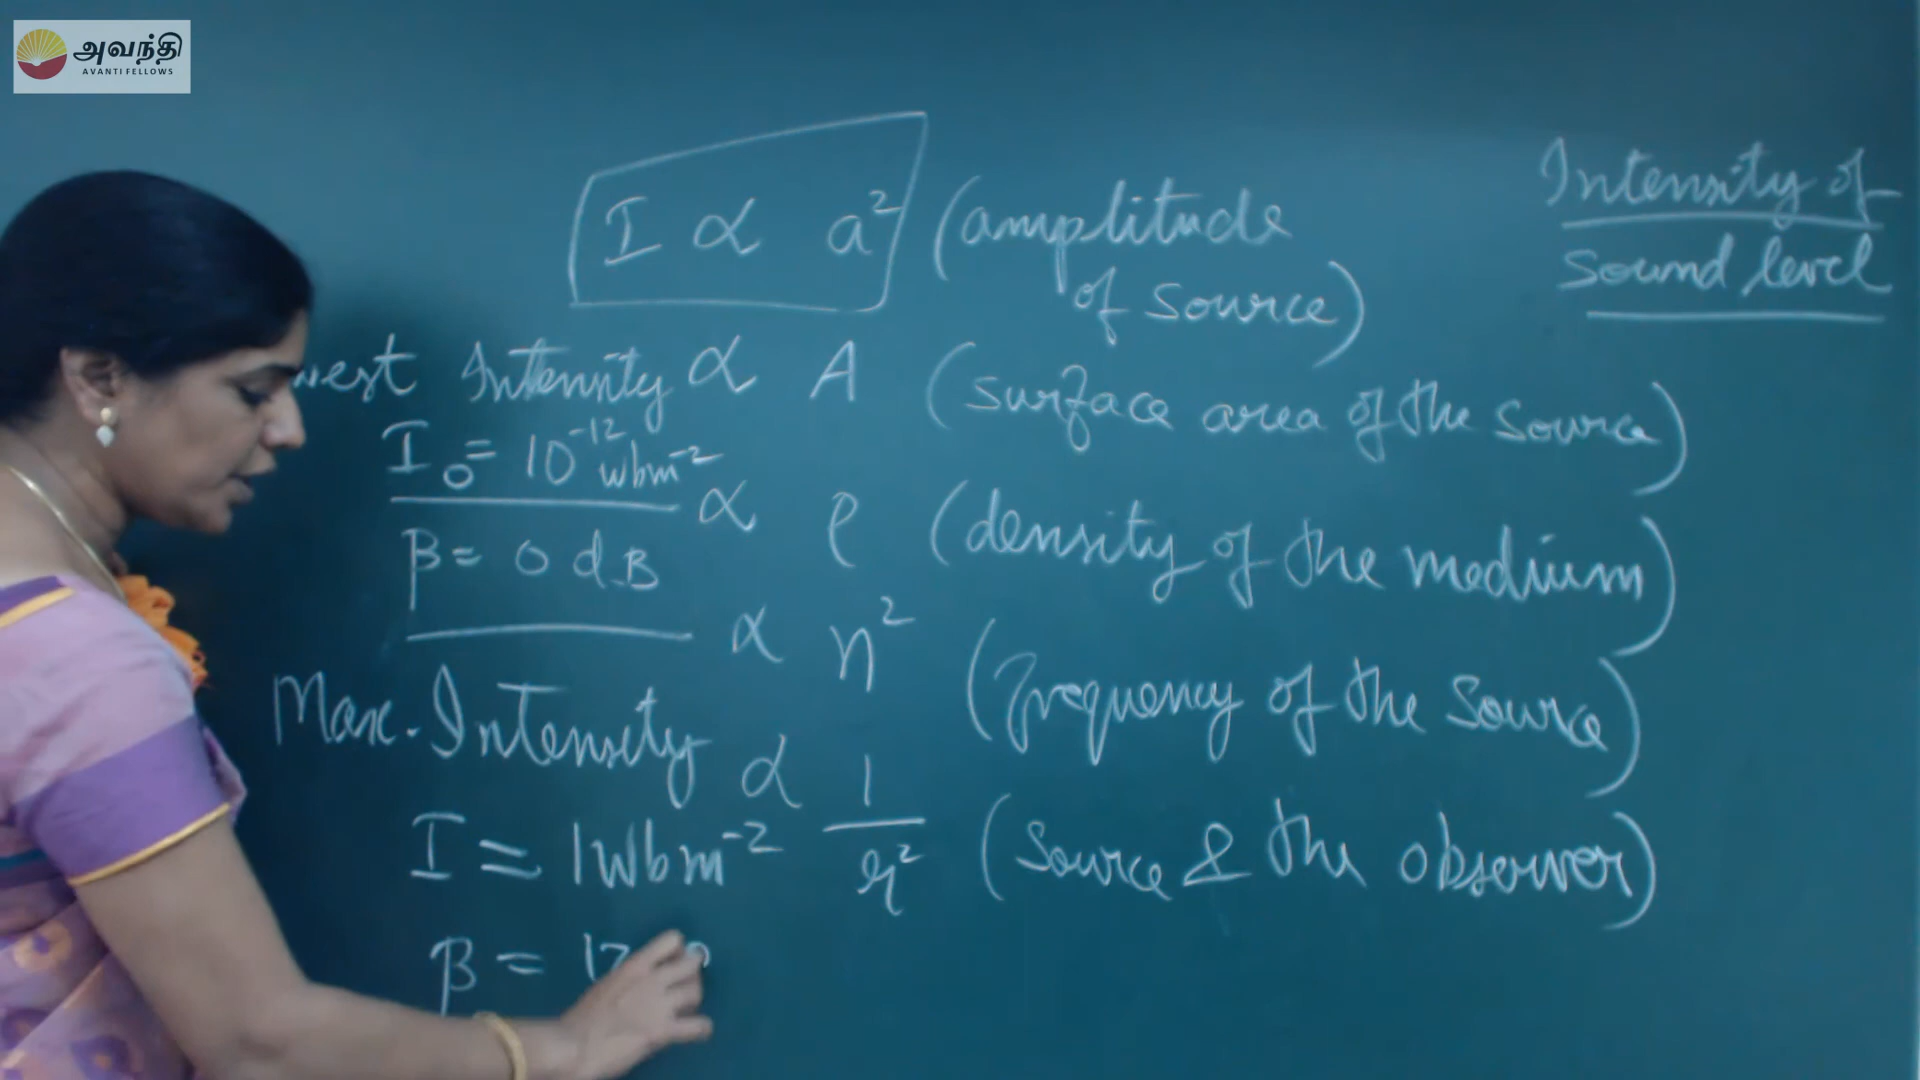 அவந்தி
AVANTI FELLOWS
Intensity of
Sound level
I ∝ a² (amplitude
of source)
Intensity ∝ A (surface area of the source)
I₀ = 10⁻¹² wbm⁻²
∝ ρ (density of the medium)
β = 0 dB
∝ n² (frequency of the source)
Max. Intensity
∝ 1/r² (source & the observer)
I = 1Wbm⁻²
β =